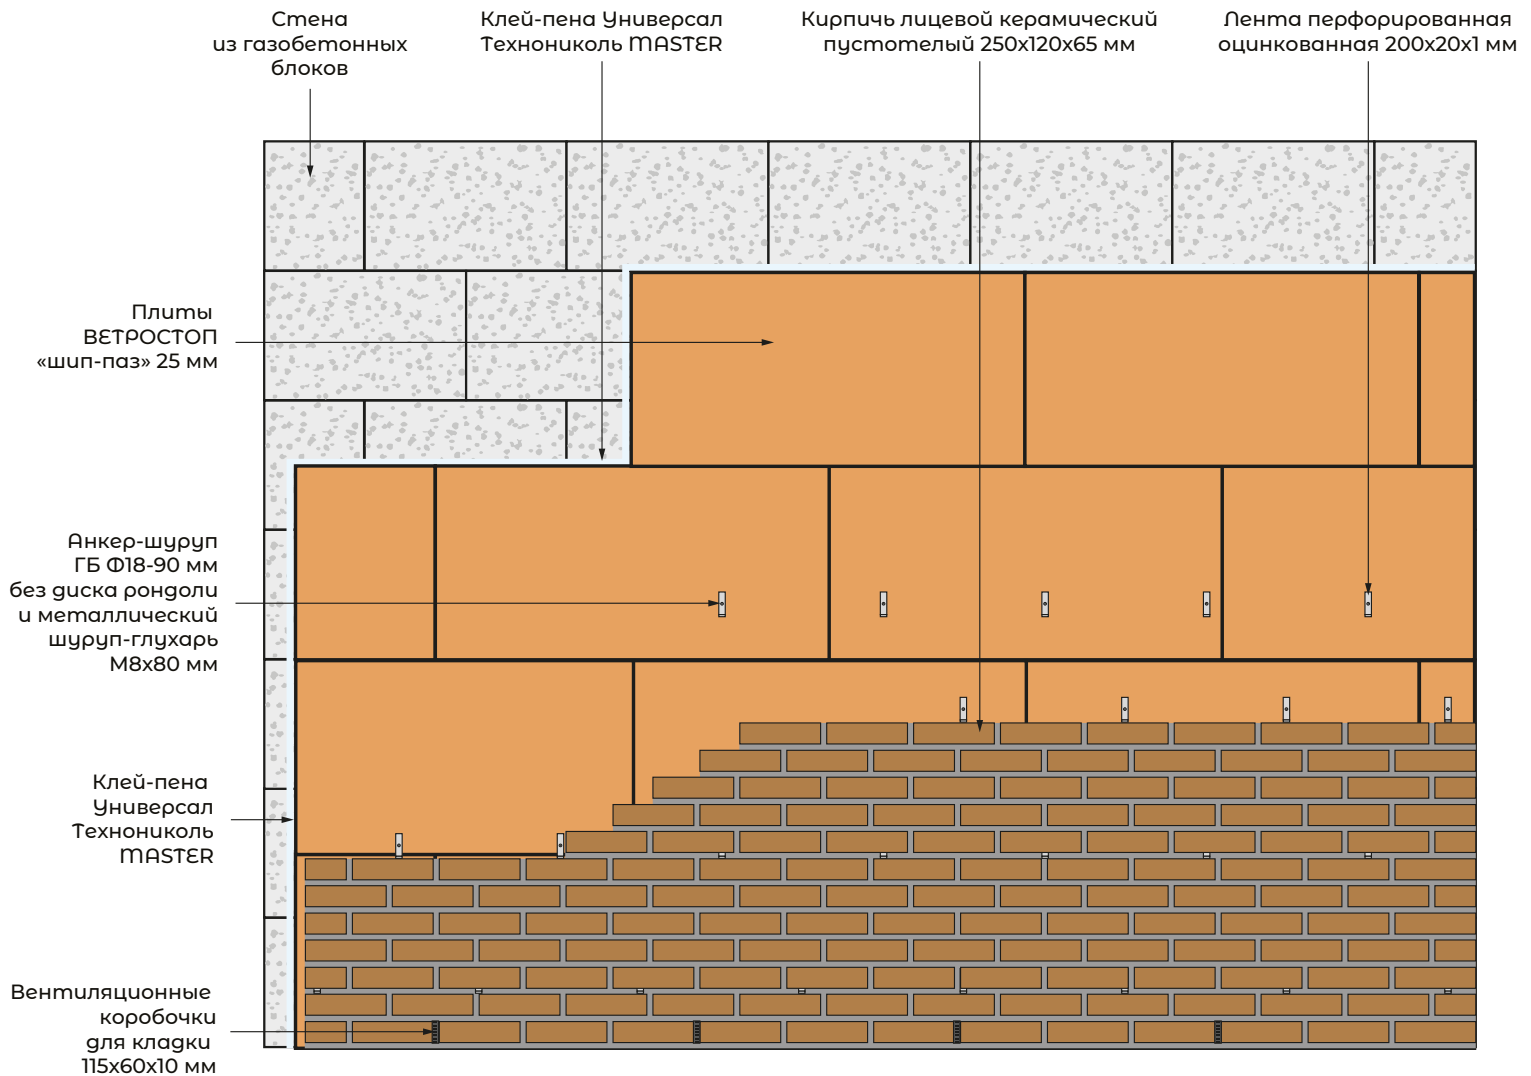 Стена
из газобетонных
блоков
Клей-пена Универсал
Технониколь MASTER
Кирпичь лицевой керамический
пустотелый 250х120х65 мм
Лента перфорированная
оцинкованная 200х20х1 мм
Плиты
ВЕТРОСТОП
«шип-паз» 25 мм
Анкер-шуруп
ГБ Ф18-90 мм
без диска рондоли
и металлический
шуруп-глухарь
М8х80 мм
Клей-пена
Универсал
Технониколь
MASTER
Вентиляционные
коробочки
для кладки
115х60х10 мм